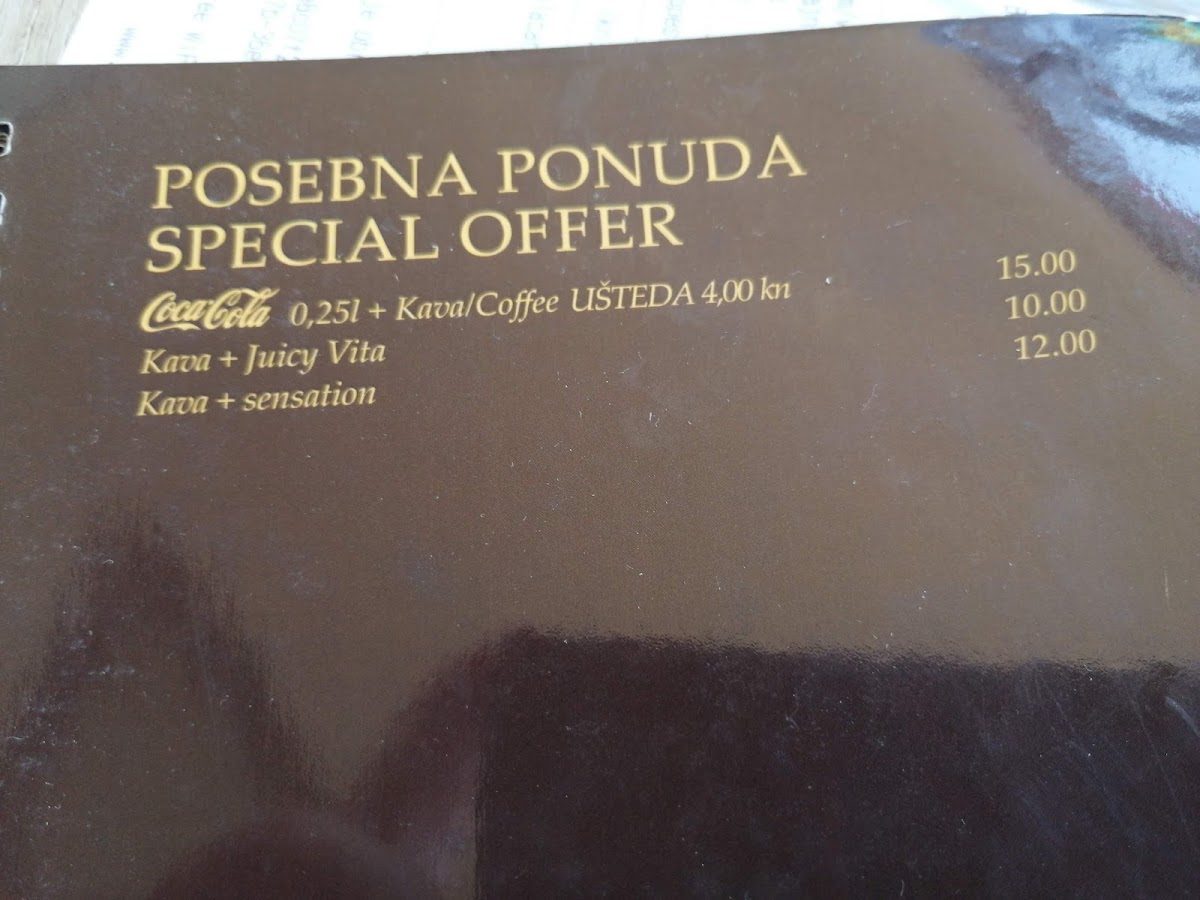 POSEBNA PONUDA
SPECIAL OFFER
Coca-Cola 0,25l + Kava/Coffee UŠTEDA 4,00 kn 15.00
Kava + Juicy Vita 10.00
Kava + sensation 12.00